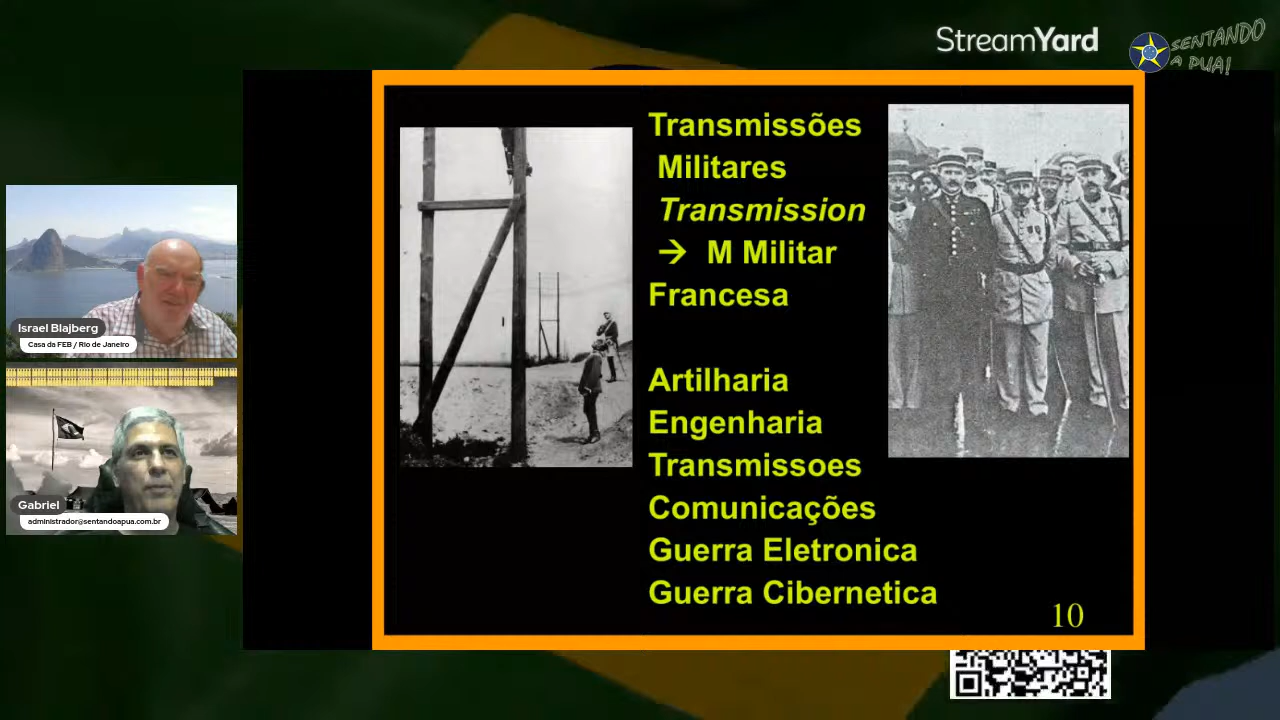 StreamYard
SENTANDO
A PUA!
Transmissões
Militares
Transmission
→ M Militar
Francesa
Artilharia
Engenharia
Transmissoes
Comunicações
Guerra Eletronica
Guerra Cibernetica
10
Israel Blajberg
Casa da FEB / Rio de Janeiro
Gabriel
administrador@sentandoapua.com.br